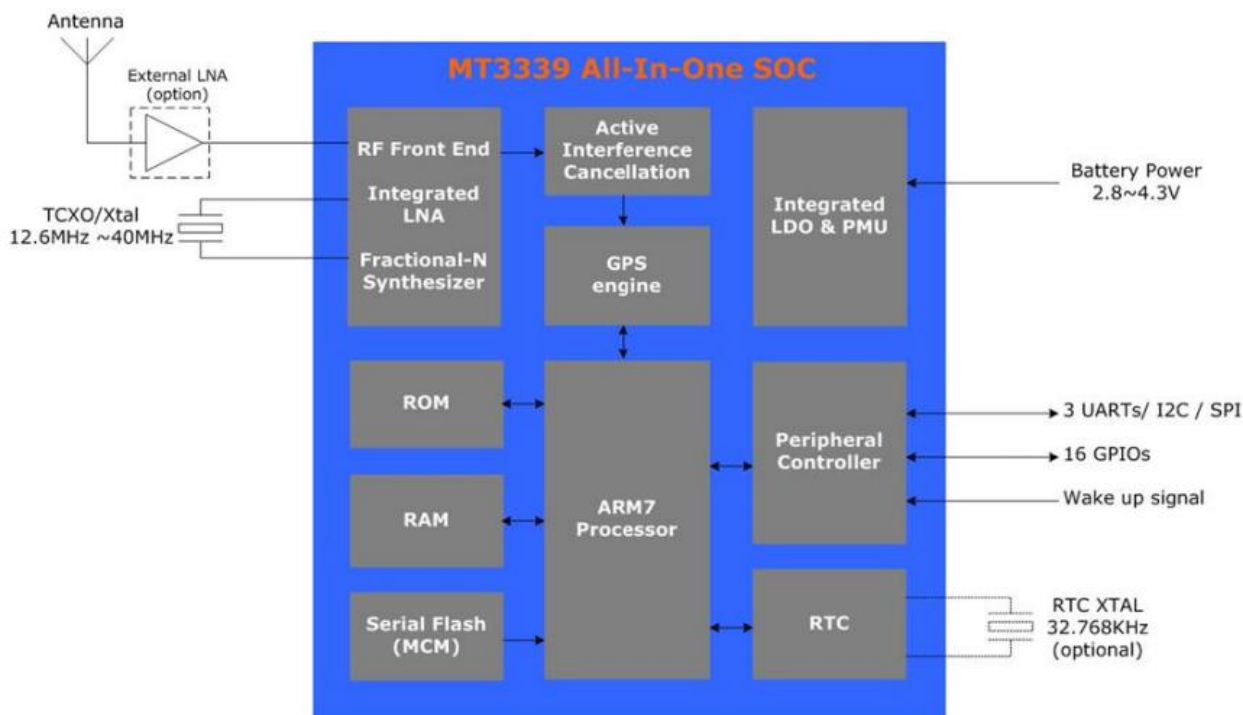 Antenna
External LNA
(option)
MT3339 All-In-One SOC
RF Front End
Integrated
LNA
Fractional-N
Synthesizer
Active
Interference
Cancellation
Integrated
LDO & PMU
Battery Power
2.8~4.3V
TCXO/Xtal
12.6MHz ~40MHz
GPS
engine
ROM
RAM
Serial Flash
(MCM)
ARM7
Processor
Peripheral
Controller
3 UARTs/ I2C / SPI
16 GPIOs
Wake up signal
RTC
RTC XTAL
32.768KHz
(optional)